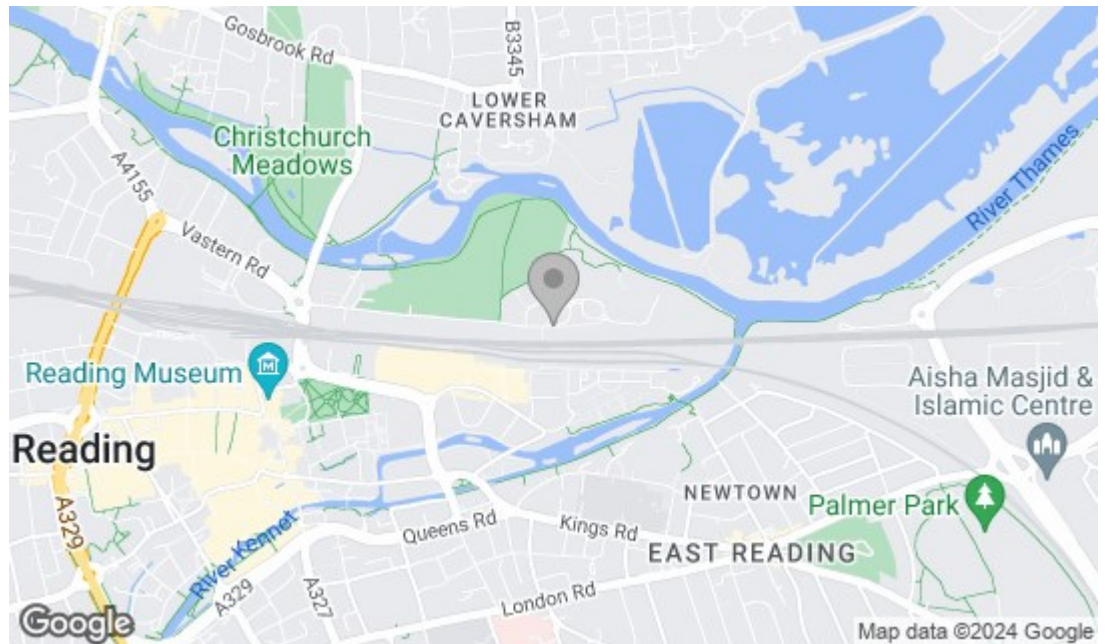 Gosbrook Rd
B3345
LOWER
CAVERSHAM
Christchurch
Meadows
A4155
Vastern Rd
River Thames
Reading Museum
Aisha Masjid &
Islamic Centre
Reading
NEWTOWN
Palmer Park
A329
River Kennet
Queens Rd
Kings Rd
EAST READING
A329
A327
London Rd
Google
Map data ©2024 Google